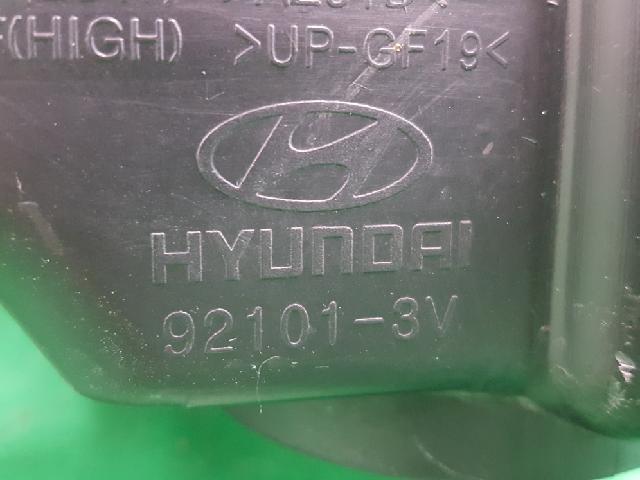 (HIGH) >UP-GF19<
HYUNDAI
92101-3V